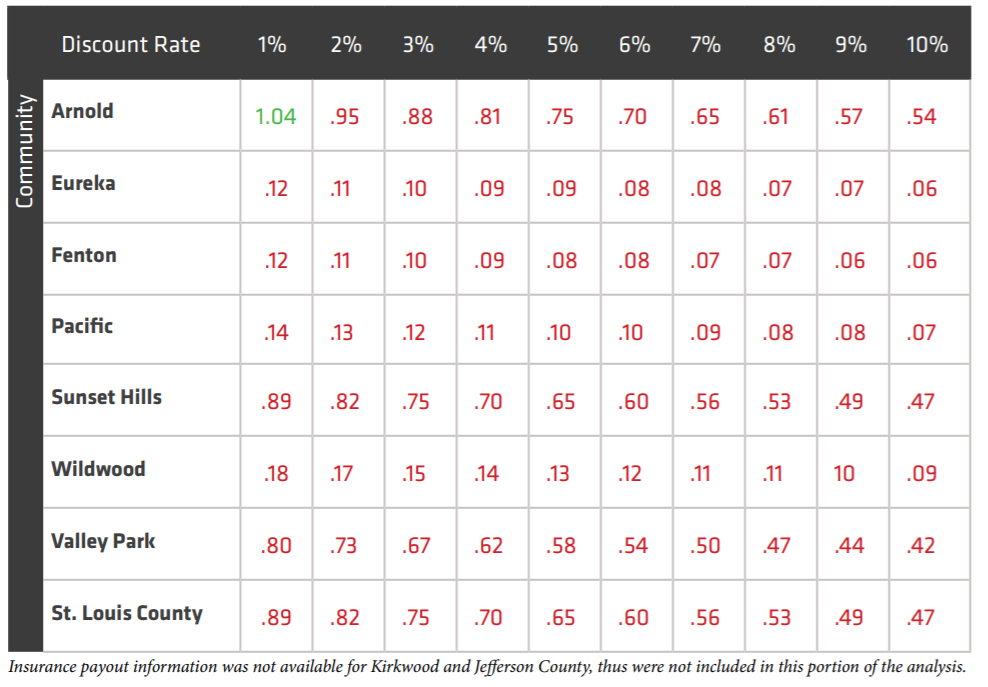 Discount Rate 1% 2% 3% 4% 5% 6% 7% 8% 9% 10%
Community
Arnold 1.04 .95 .88 .81 .75 .70 .65 .61 .57 .54
Eureka .12 .11 .10 .09 .09 .08 .08 .07 .07 .06
Fenton .12 .11 .10 .09 .08 .08 .07 .07 .06 .06
Pacific .14 .13 .12 .11 .10 .10 .09 .08 .08 .07
Sunset Hills .89 .82 .75 .70 .65 .60 .56 .53 .49 .47
Wildwood .18 .17 .15 .14 .13 .12 .11 .11 10 .09
Valley Park .80 .73 .67 .62 .58 .54 .50 .47 .44 .42
St. Louis County .89 .82 .75 .70 .65 .60 .56 .53 .49 .47
Insurance payout information was not available for Kirkwood and Jefferson County, thus were not included in this portion of the analysis.